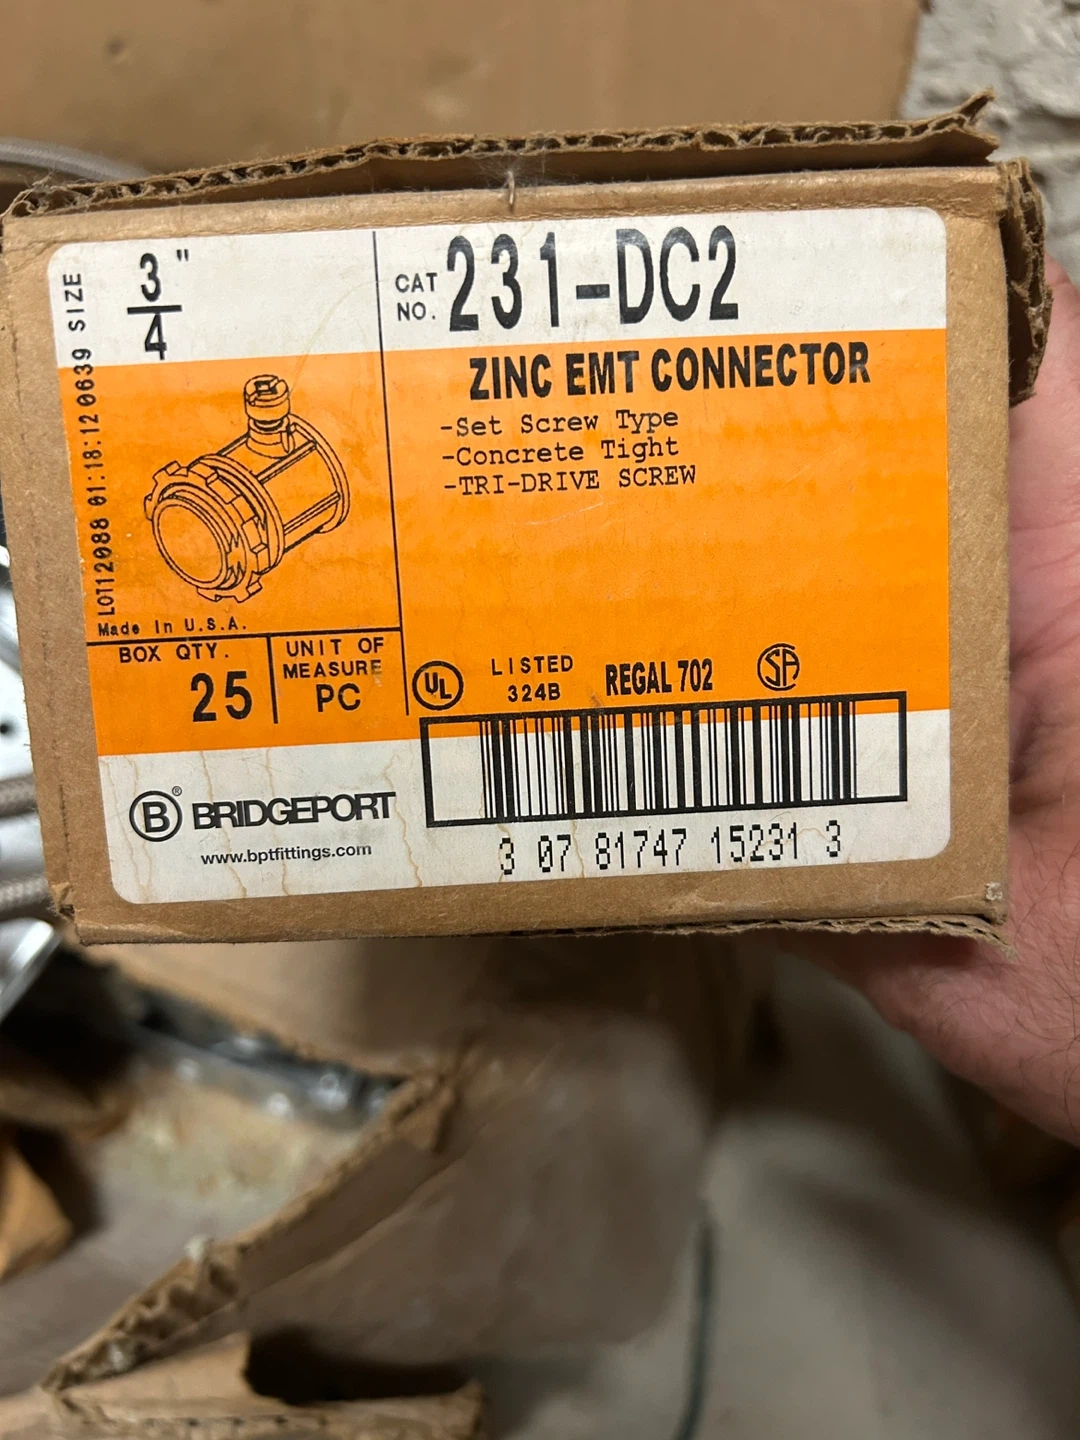 SIZE
3"
4
LOT12088 01:18:12 0639
Made In U.S.A.
CAT NO. 231-DC2
ZINC EMT CONNECTOR
-Set Screw Type
-Concrete Tight
-TRI-DRIVE SCREW
BOX QTY.
25
UNIT OF
MEASURE
PC
UL
LISTED
324B
REGAL 702
SA
B® BRIDGEPORT
www.bptfittings.com
3 07 81747 15231 3